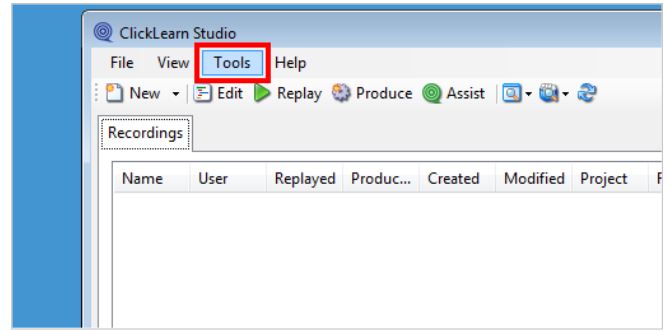 ClickLearn Studio
File View Tools Help
New Edit Replay Produce Assist
Recordings
Name User Replayed Produc... Created Modified Project